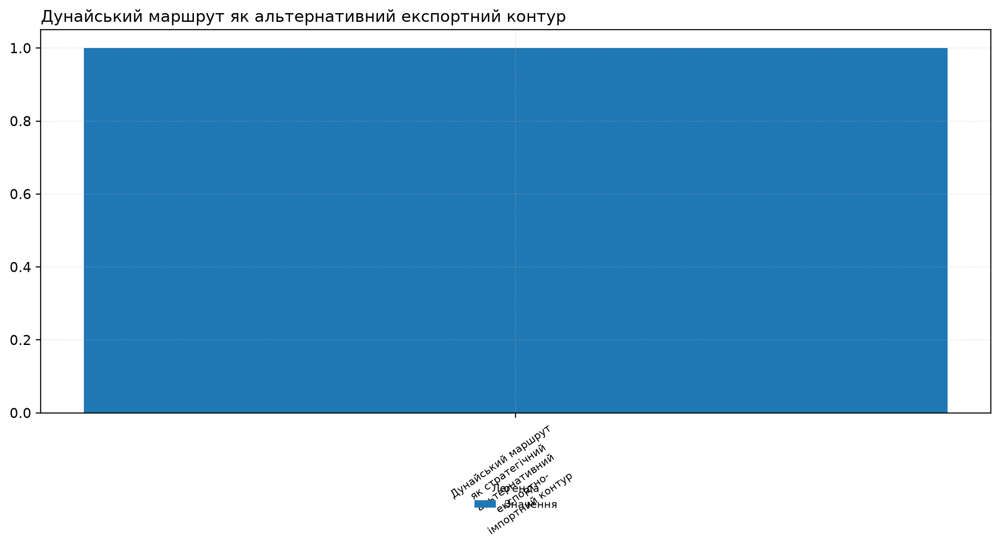 Дунайський маршрут як альтернативний експортний контур
1.0
0.8
0.6
0.4
0.2
0.0
Дунайський маршрут
як стратегічний
альтернативний
експортно-
імпортний контур
Легенда
Значення